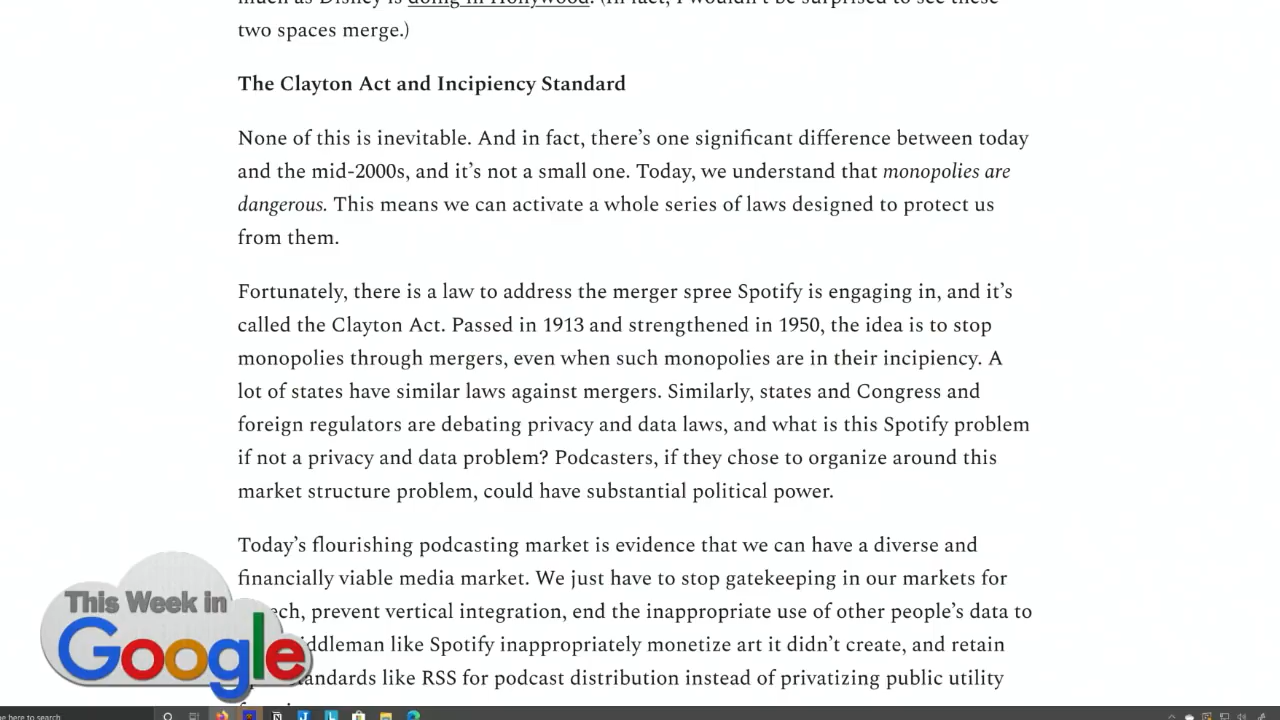 two spaces merge.)
The Clayton Act and Incipiency Standard
None of this is inevitable. And in fact, there’s one significant difference between today
and the mid-2000s, and it’s not a small one. Today, we understand that monopolies are
dangerous. This means we can activate a whole series of laws designed to protect us
from them.
Fortunately, there is a law to address the merger spree Spotify is engaging in, and it’s
called the Clayton Act. Passed in 1913 and strengthened in 1950, the idea is to stop
monopolies through mergers, even when such monopolies are in their incipiency. A
lot of states have similar laws against mergers. Similarly, states and Congress and
foreign regulators are debating privacy and data laws, and what is this Spotify problem
if not a privacy and data problem? Podcasters, if they chose to organize around this
market structure problem, could have substantial political power.
Today’s flourishing podcasting market is evidence that we can have a diverse and
financially viable media market. We just have to stop gatekeeping in our markets for
prevent vertical integration, end the inappropriate use of other people’s data to
like Spotify inappropriately monetize art it didn’t create, and retain
like RSS for podcast distribution instead of privatizing public utility
This Week in
Google
here to search